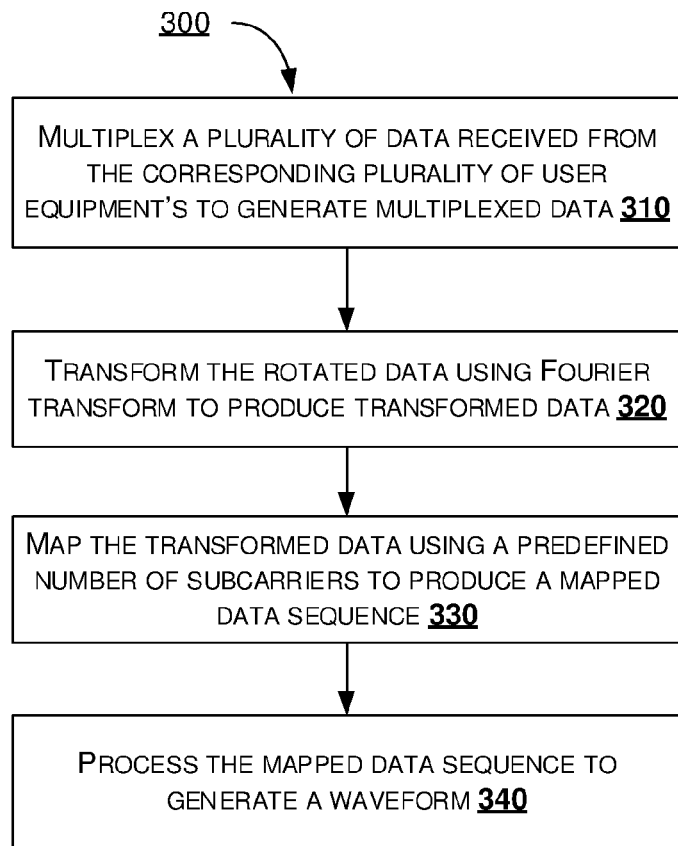 300
MULTIPLEX A PLURALITY OF DATA RECEIVED FROM
THE CORRESPONDING PLURALITY OF USER
EQUIPMENT'S TO GENERATE MULTIPLEXED DATA 310
TRANSFORM THE ROTATED DATA USING FOURIER
TRANSFORM TO PRODUCE TRANSFORMED DATA 320
MAP THE TRANSFORMED DATA USING A PREDEFINED
NUMBER OF SUBCARRIERS TO PRODUCE A MAPPED
DATA SEQUENCE 330
PROCESS THE MAPPED DATA SEQUENCE TO
GENERATE A WAVEFORM 340